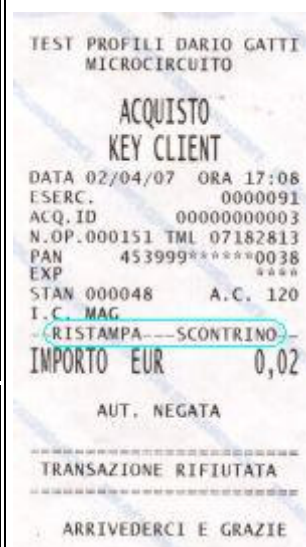 TEST PROFILI DARIO GATTI
MICROCIRCUITO
ACQUISTO
KEY CLIENT
DATA 02/04/07 ORA 17:08
ESERC. 0000091
ACQ.ID 00000000003
N.OP.000151 TML 07182813
PAN 453999******0038
EXP ****
STAN 000048 A.C. 120
I.C. MAG
--RISTAMPA---SCONTRINO--
IMPORTO EUR 0,02
AUT. NEGATA
========================
TRANSAZIONE RIFIUTATA
========================
ARRIVEDERCI E GRAZIE